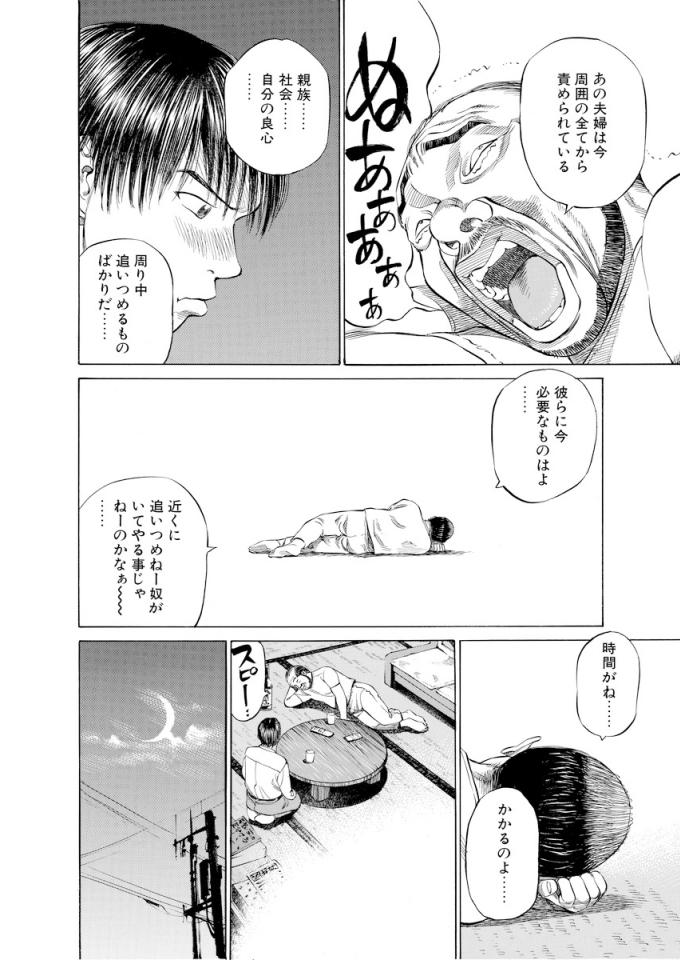 あの夫婦は今
周囲の全てから
責められている
ぬあああぁぁ
親族……
社会……
自分の良心
……
周り中
追いつめるもの
ばかりだ……
彼らに今
必要なものはよ
……
近くに
追いつめねー奴が
いてやる事じゃ
ねーのかなぁ〜〜
……
時間がね……
かかるのよ……
スピー…